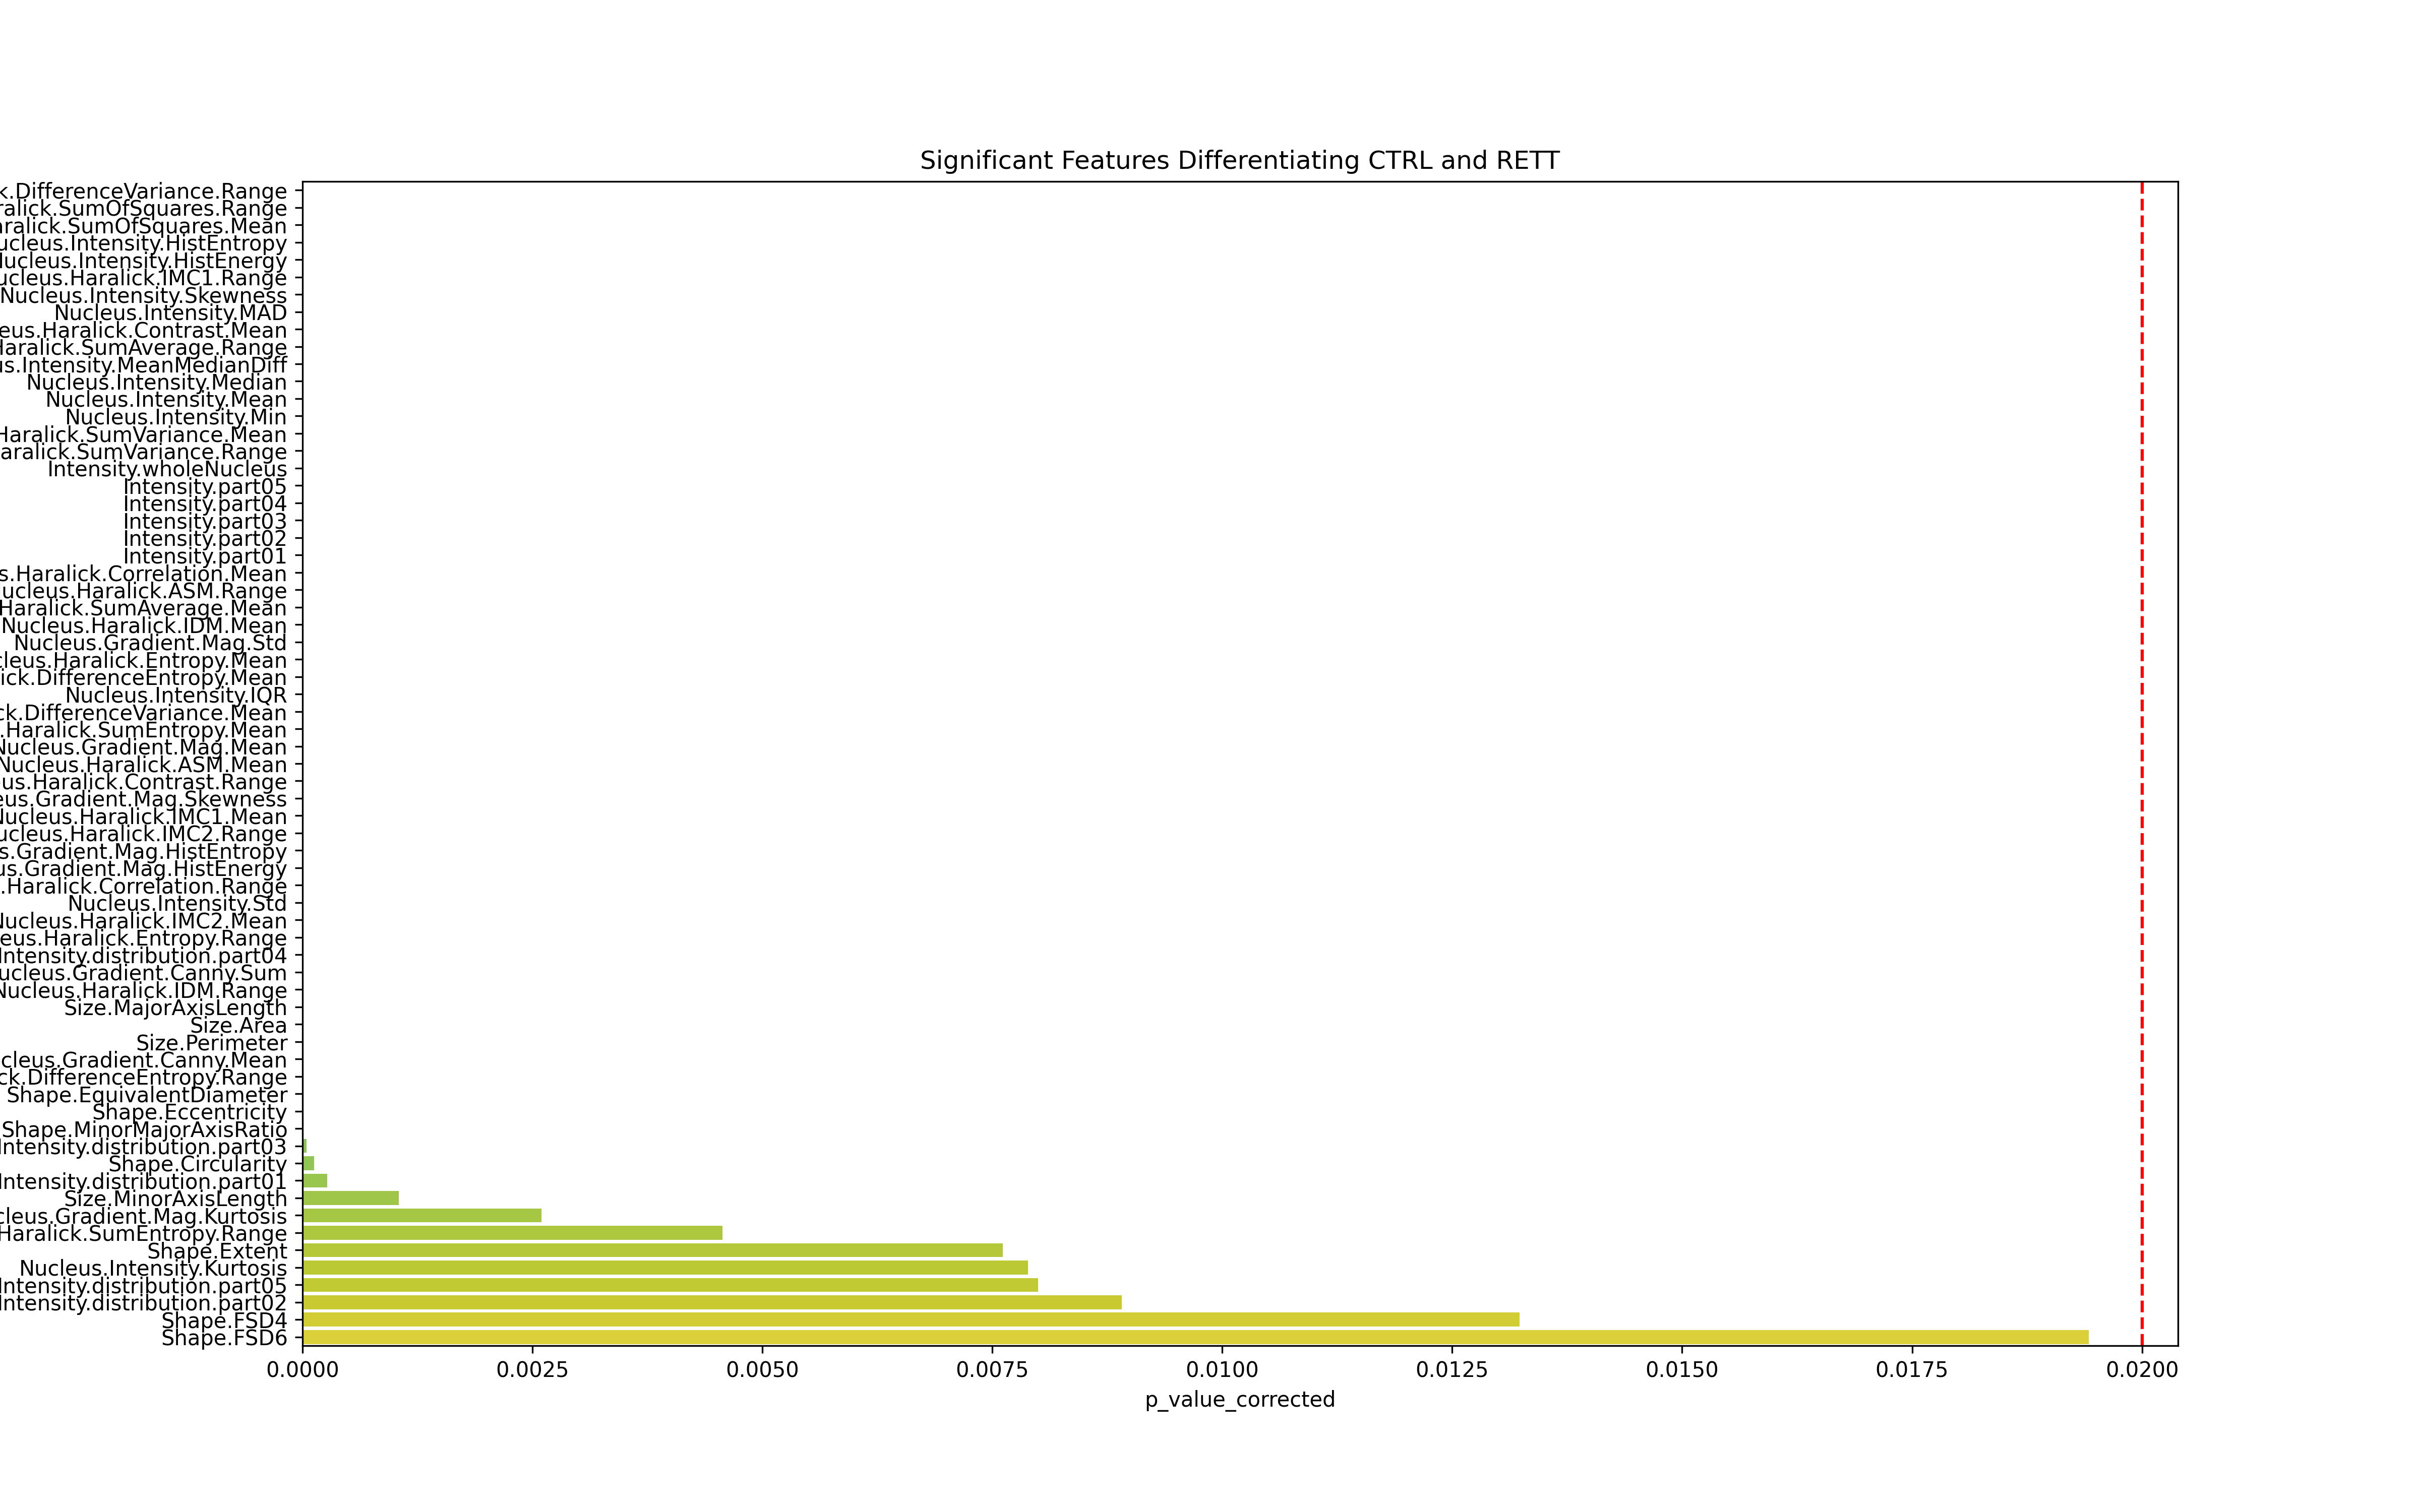 Significant Features Differentiating CTRL and RETT
k.DifferenceVariance.Range
ralick.SumOfSquares.Range
aralick.SumOfSquares.Mean
ucleus.Intensity.HistEntropy
Nucleus.Intensity.HistEnergy
ucleus.Haralick.IMC1.Range
Nucleus.Intensity.Skewness
Nucleus.Intensity.MAD
eus.Haralick.Contrast.Mean
Haralick.SumAverage.Range
us.Intensity.MeanMedianDiff
Nucleus.Intensity.Median
Nucleus.Intensity.Mean
Nucleus.Intensity.Min
Haralick.SumVariance.Mean
aralick.SumVariance.Range
Intensity.wholeNucleus
Intensity.part05
Intensity.part04
Intensity.part03
Intensity.part02
Intensity.part01
s.Haralick.Correlation.Mean
ucleus.Haralick.ASM.Range
Haralick.SumAverage.Mean
Nucleus.Haralick.IDM.Mean
Nucleus.Gradient.Mag.Std
cleus.Haralick.Entropy.Mean
ick.DifferenceEntropy.Mean
Nucleus.Intensity.IQR
ck.DifferenceVariance.Mean
.Haralick.SumEntropy.Mean
Nucleus.Gradient.Mag.Mean
Nucleus.Haralick.ASM.Mean
us.Haralick.Contrast.Range
eus.Gradient.Mag.Skewness
Nucleus.Haralick.IMC1.Mean
ucleus.Haralick.IMC2.Range
s.Gradient.Mag.HistEntropy
us.Gradient.Mag.HistEnergy
.Haralick.Correlation.Range
Nucleus.Intensity.Std
Nucleus.Haralick.IMC2.Mean
eus.Haralick.Entropy.Range
Intensity.distribution.part04
ucleus.Gradient.Canny.Sum
Nucleus.Haralick.IDM.Range
Size.MajorAxisLength
Size.Area
Size.Perimeter
cleus.Gradient.Canny.Mean
ck.DifferenceEntropy.Range
Shape.EquivalentDiameter
Shape.Eccentricity
Shape.MinorMajorAxisRatio
Intensity.distribution.part03
Shape.Circularity
Intensity.distribution.part01
Size.MinorAxisLength
cleus.Gradient.Mag.Kurtosis
Haralick.SumEntropy.Range
Shape.Extent
Nucleus.Intensity.Kurtosis
Intensity.distribution.part05
Intensity.distribution.part02
Shape.FSD4
Shape.FSD6
0.0000 0.0025 0.0050 0.0075 0.0100 0.0125 0.0150 0.0175 0.0200
p_value_corrected